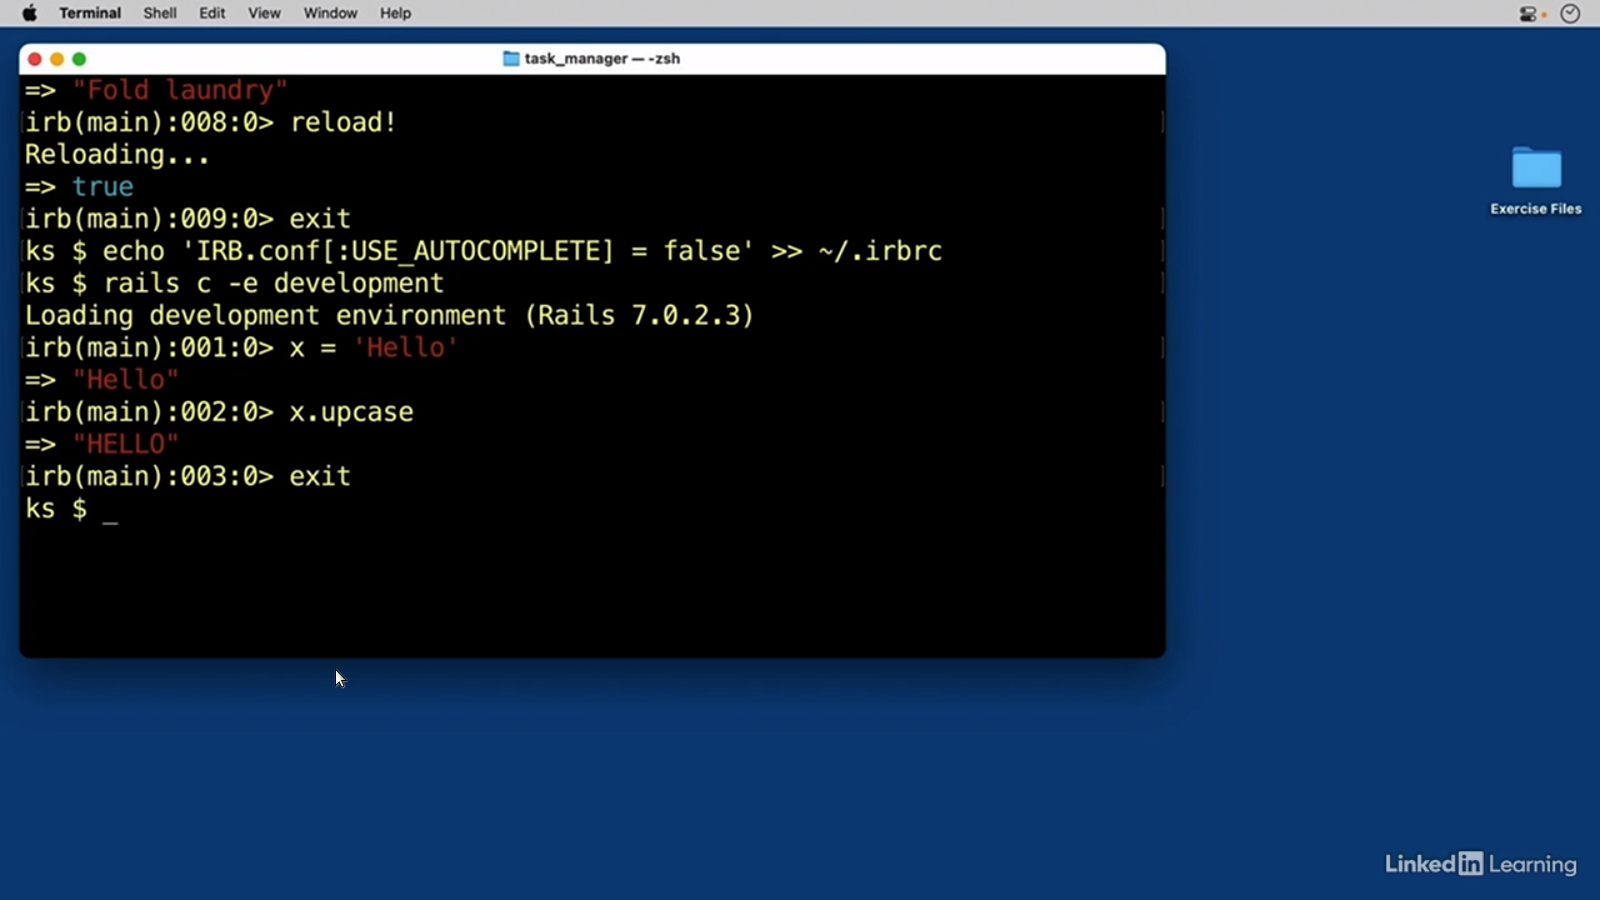 Terminal Shell Edit View Window Help
task_manager — -zsh
=> "Fold laundry"
irb(main):008:0> reload!
Reloading...
=> true
irb(main):009:0> exit
ks $ echo 'IRB.conf[:USE_AUTOCOMPLETE] = false' >> ~/.irbrc
ks $ rails c -e development
Loading development environment (Rails 7.0.2.3)
irb(main):001:0> x = 'Hello'
=> "Hello"
irb(main):002:0> x.upcase
=> "HELLO"
irb(main):003:0> exit
ks $ _
Exercise Files
Linked in Learning